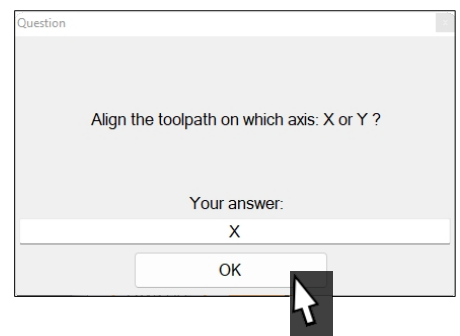 Question
Align the toolpath on which axis: X or Y ?
Your answer:
X
OK